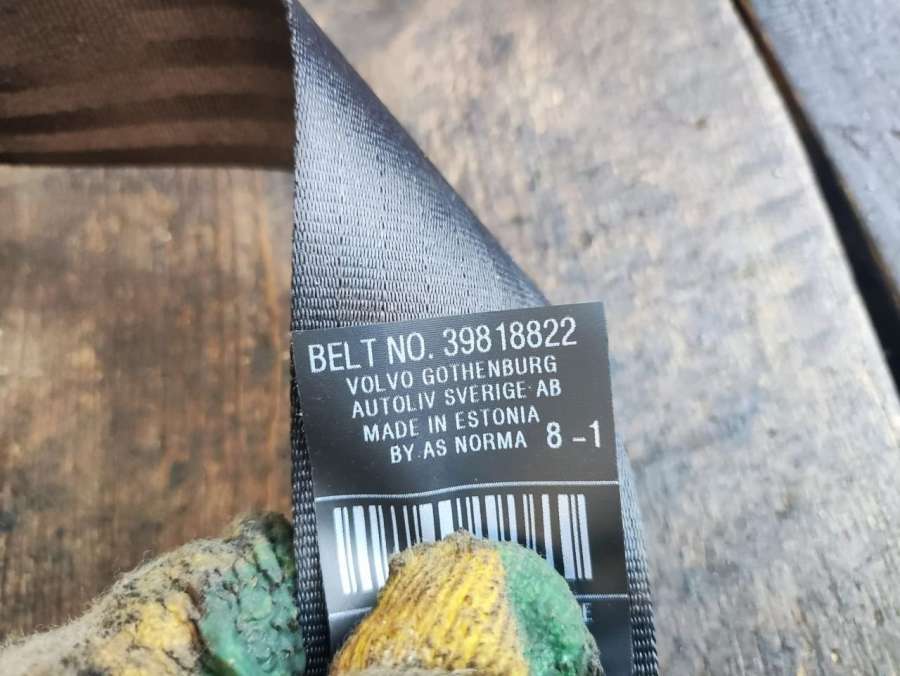 BELT NO. 39818822
VOLVO GOTHENBURG
AUTOLIV SVERIGE AB
MADE IN ESTONIA
BY.AS NORMA 8-1